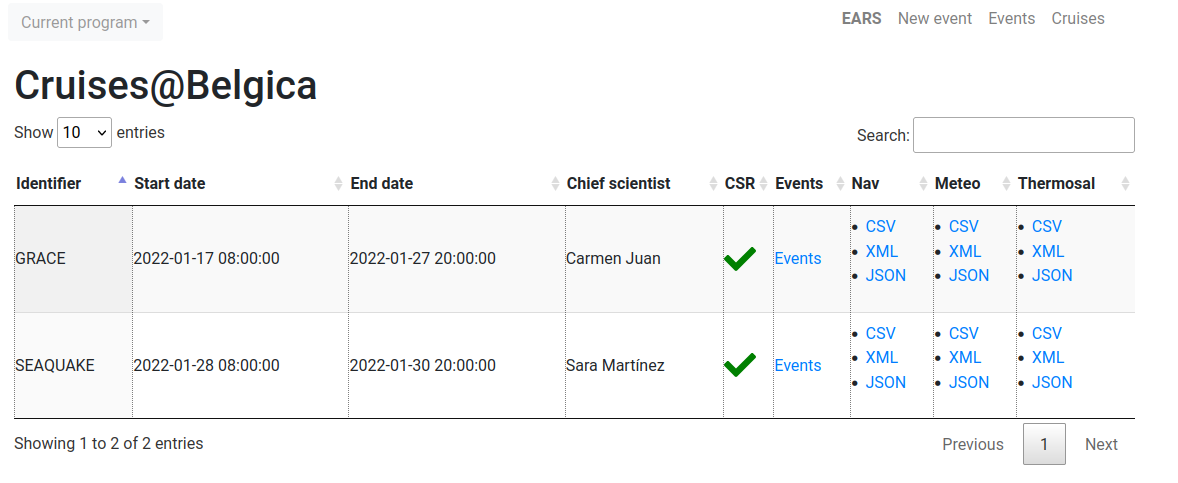 Current program
EARS New event Events Cruises
Cruises@Belgica
Show 10 entries
Search:
Identifier Start date End date Chief scientist CSR Events Nav Meteo Thermosal
CSV CSV CSV
XML XML XML
GRACE 2022-01-17 08:00:00 2022-01-27 20:00:00 Carmen Juan Events
JSON JSON JSON
CSV CSV CSV
XML XML XML
SEAQUAKE 2022-01-28 08:00:00 2022-01-30 20:00:00 Sara Martínez Events
JSON JSON JSON
Showing 1 to 2 of 2 entries
Previous 1 Next